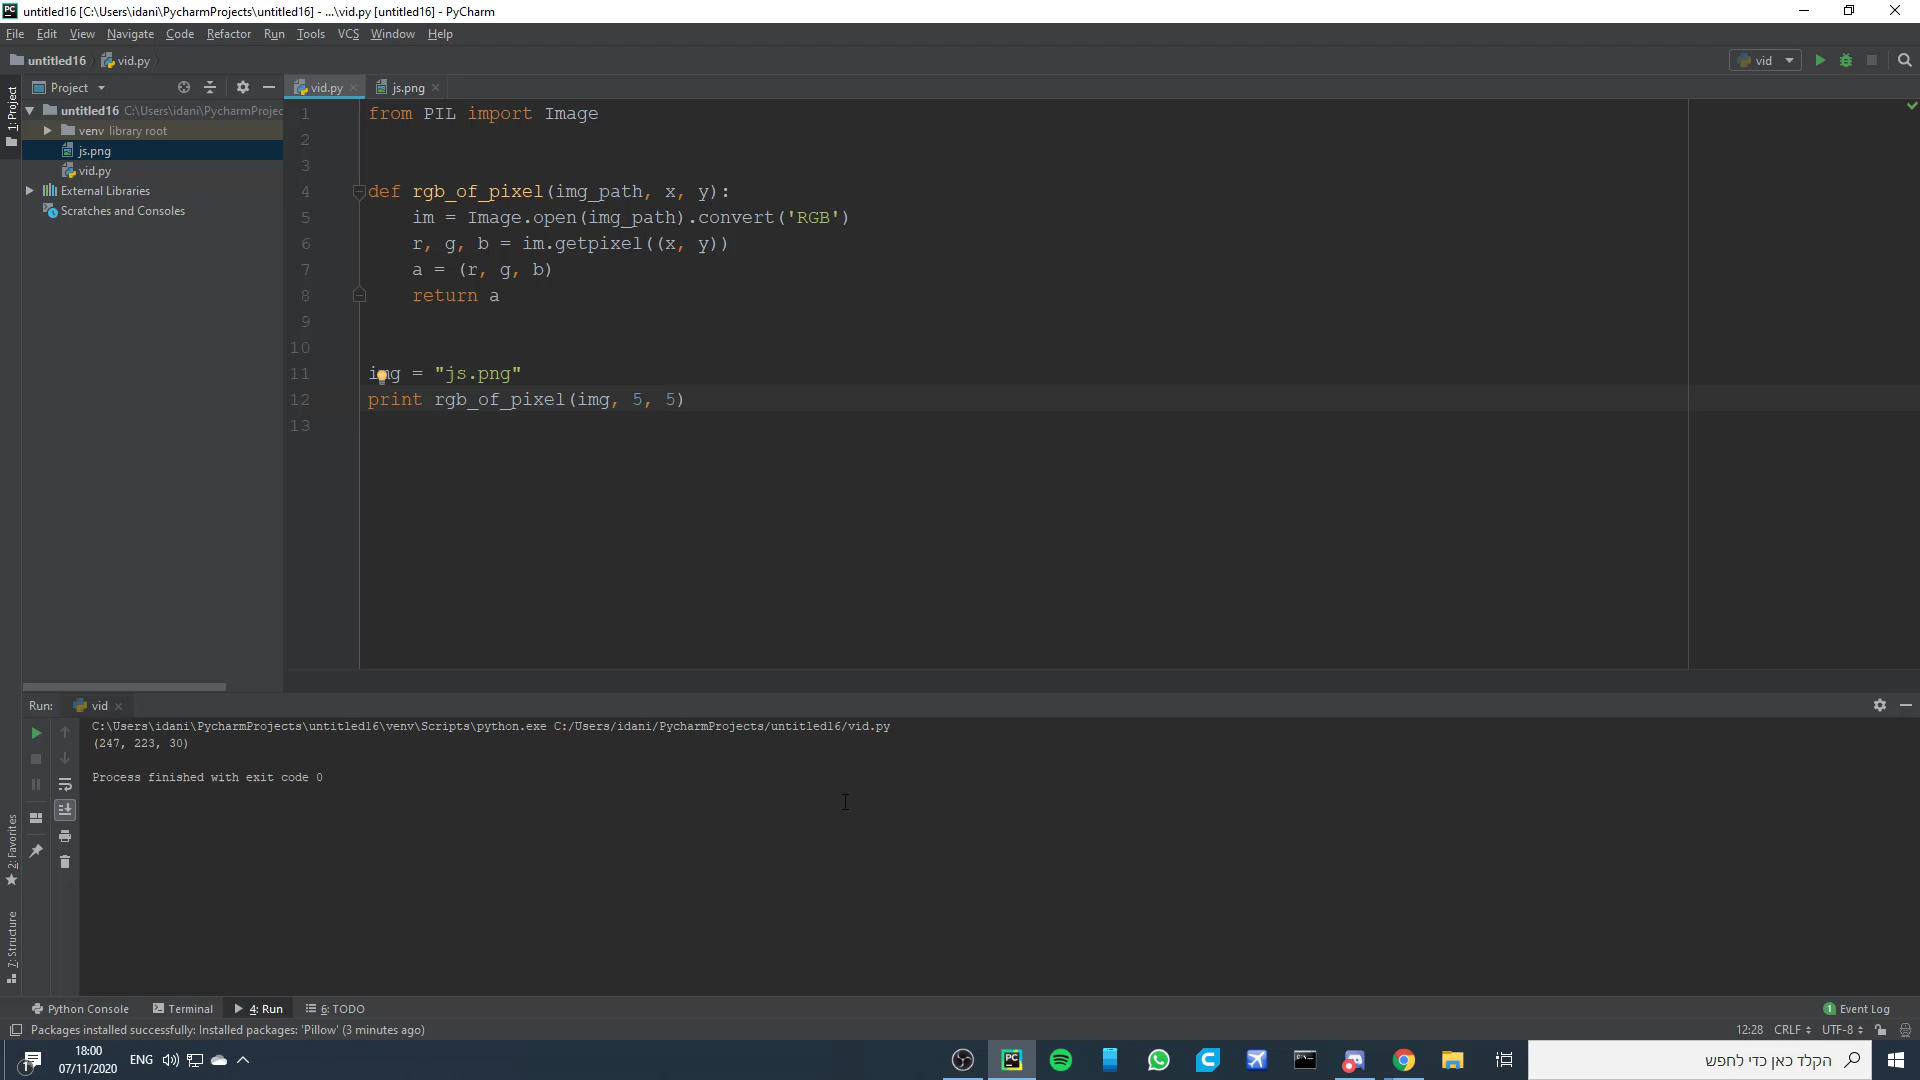 untitled16 [C:\Users\idani\PycharmProjects\untitled16] - ...\vid.py [untitled16] - PyCharm
File Edit View Navigate Code Refactor Run Tools VCS Window Help
untitled16 vid.py
vid
1: Project
Project
vid.py js.png
untitled16 C:\Users\idani\PycharmProjec
venv library root
js.png
vid.py
External Libraries
Scratches and Consoles
1 from PIL import Image
2
3
4 def rgb_of_pixel(img_path, x, y):
5 im = Image.open(img_path).convert('RGB')
6 r, g, b = im.getpixel((x, y))
7 a = (r, g, b)
8 return a
9
10
11 img = "js.png"
12 print rgb_of_pixel(img, 5, 5)
13
Run: vid
C:\Users\idani\PycharmProjects\untitled16\venv\Scripts\python.exe C:/Users/idani/PycharmProjects/untitled16/vid.py
(247, 223, 30)
Process finished with exit code 0
2: Favorites
7: Structure
Python Console Terminal 4: Run 6: TODO
1 Event Log
Packages installed successfully: Installed packages: 'Pillow' (3 minutes ago)
12:28 CRLF UTF-8
1
18:00
07/11/2020
ENG
PC
הקלד כאן כדי לחפש